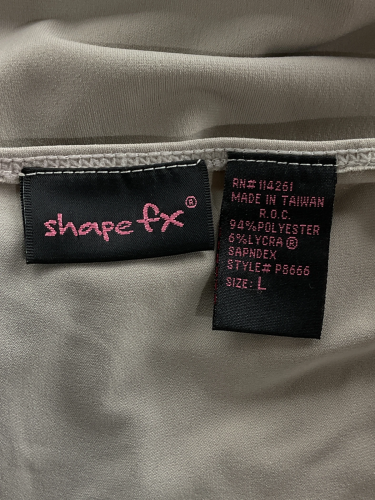 shape fx®
RN# 114261
MADE IN TAIWAN
R.O.C.
94%POLYESTER
6%LYCRA®
SAPNDEX
STYLE# P8666
SIZE: L